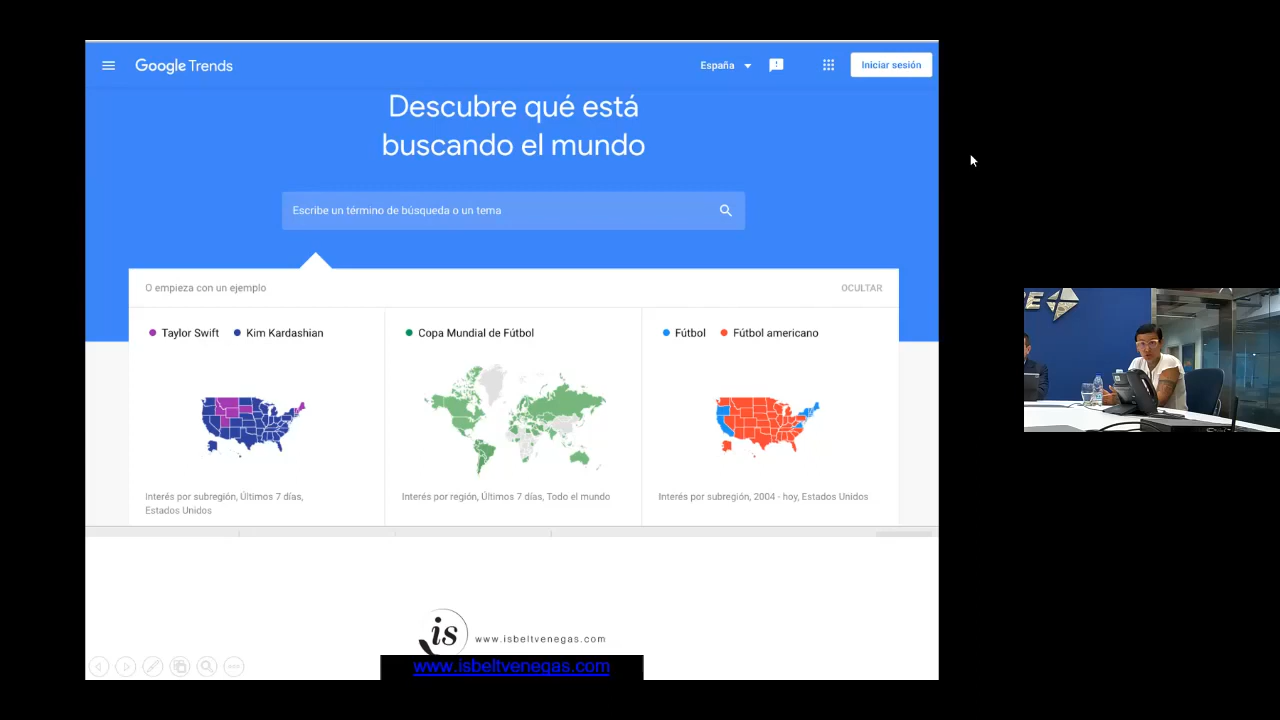 Google Trends
España
Iniciar sesión
Descubre qué está
buscando el mundo
Escribe un término de búsqueda o un tema
O empieza con un ejemplo
OCULTAR
Taylor Swift
Kim Kardashian
Copa Mundial de Fútbol
Fútbol
Fútbol americano
Interés por subregión, Últimos 7 días,
Estados Unidos
Interés por región, Últimos 7 días, Todo el mundo
Interés por subregión, 2004 - hoy, Estados Unidos
is
www.isbeltvenegas.com
www.isbeltvenegas.com